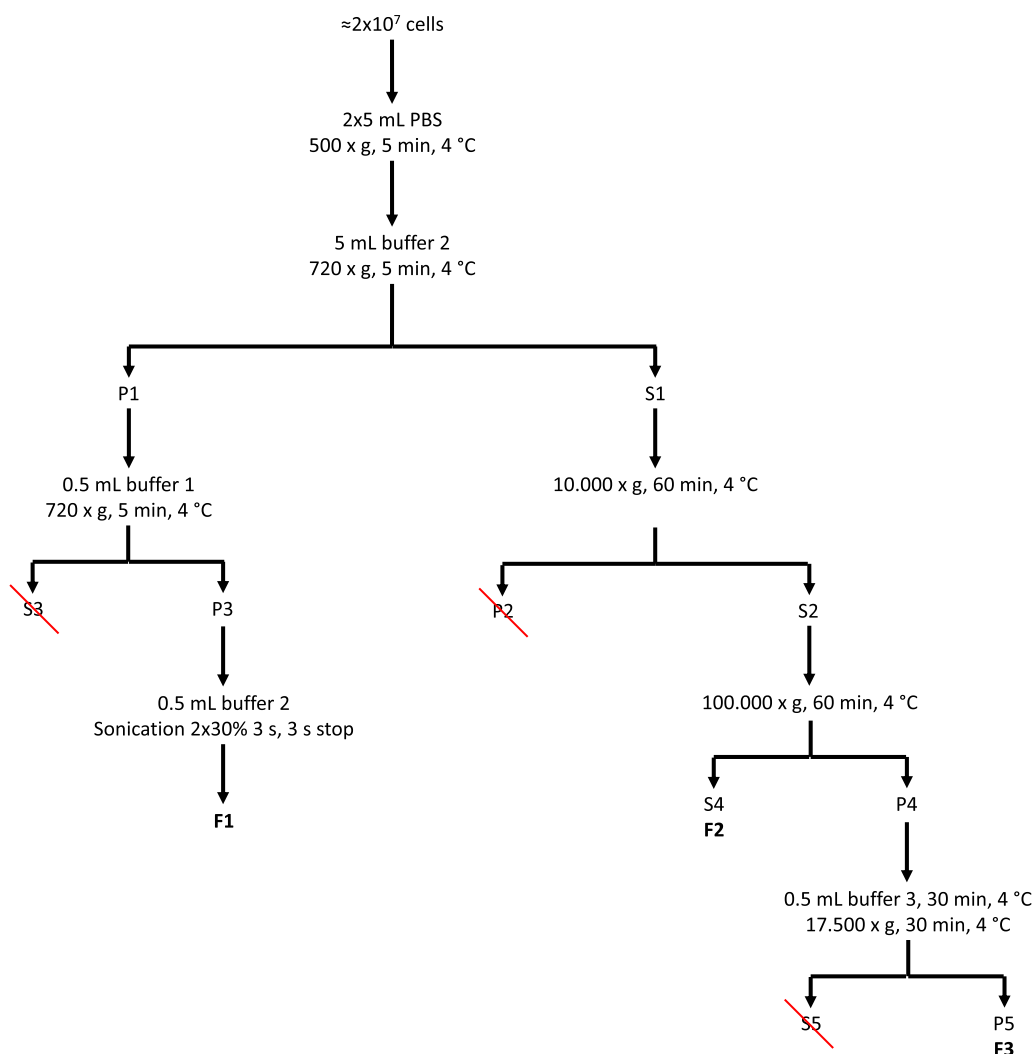 ≈2x10⁷ cells
2x5 mL PBS
500 x g, 5 min, 4 °C
5 mL buffer 2
720 x g, 5 min, 4 °C
P1
S1
0.5 mL buffer 1
720 x g, 5 min, 4 °C
10.000 x g, 60 min, 4 °C
S3
P3
P2
S2
0.5 mL buffer 2
Sonication 2x30% 3 s, 3 s stop
100.000 x g, 60 min, 4 °C
F1
S4
F2
P4
0.5 mL buffer 3, 30 min, 4 °C
17.500 x g, 30 min, 4 °C
S5
P5
F3